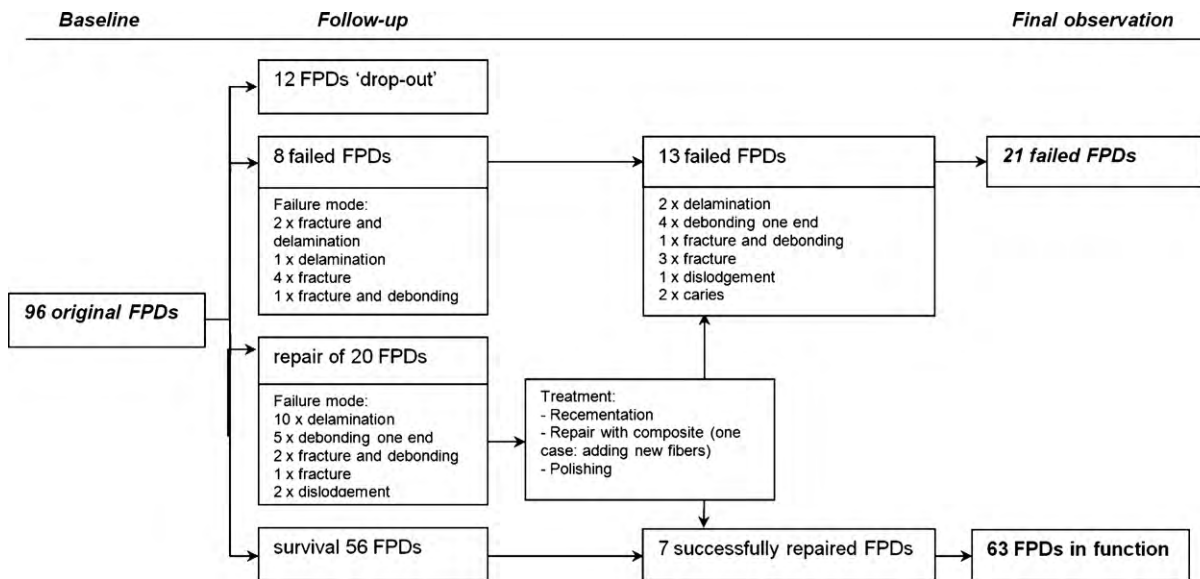 Baseline
Follow-up
Final observation
12 FPDs ‘drop-out’
8 failed FPDs
Failure mode:
2 x fracture and
delamination
1 x delamination
4 x fracture
1 x fracture and debonding
13 failed FPDs
2 x delamination
4 x debonding one end
1 x fracture and debonding
3 x fracture
1 x dislodgement
2 x caries
21 failed FPDs
96 original FPDs
repair of 20 FPDs
Failure mode:
10 x delamination
5 x debonding one end
2 x fracture and debonding
1 x fracture
2 x dislodgement
Treatment:
- Recementation
- Repair with composite (one
case: adding new fibers)
- Polishing
survival 56 FPDs
7 successfully repaired FPDs
63 FPDs in function